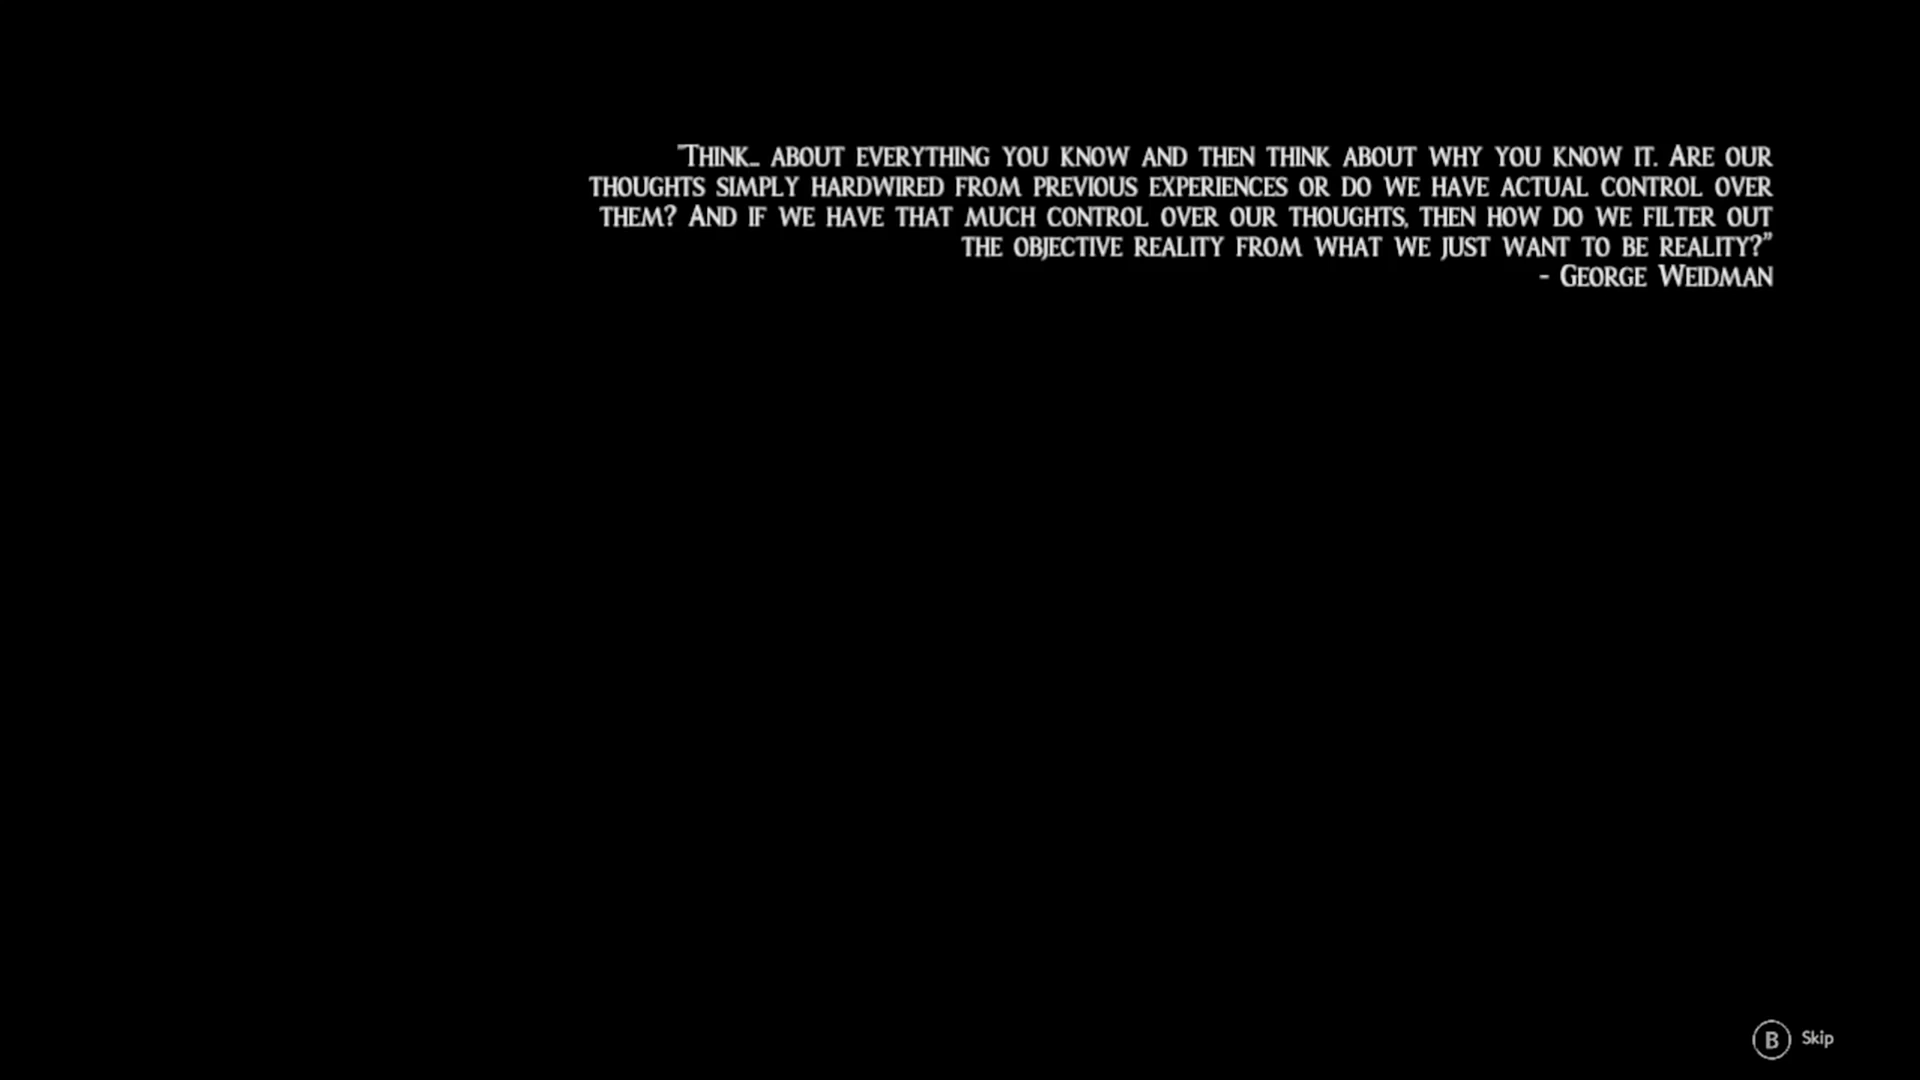 "Think... about everything you know and then think about why you know it. Are our
thoughts simply hardwired from previous experiences or do we have actual control over
them? And if we have that much control over our thoughts, then how do we filter out
the objective reality from what we just want to be reality?"
- George Weidman
B Skip